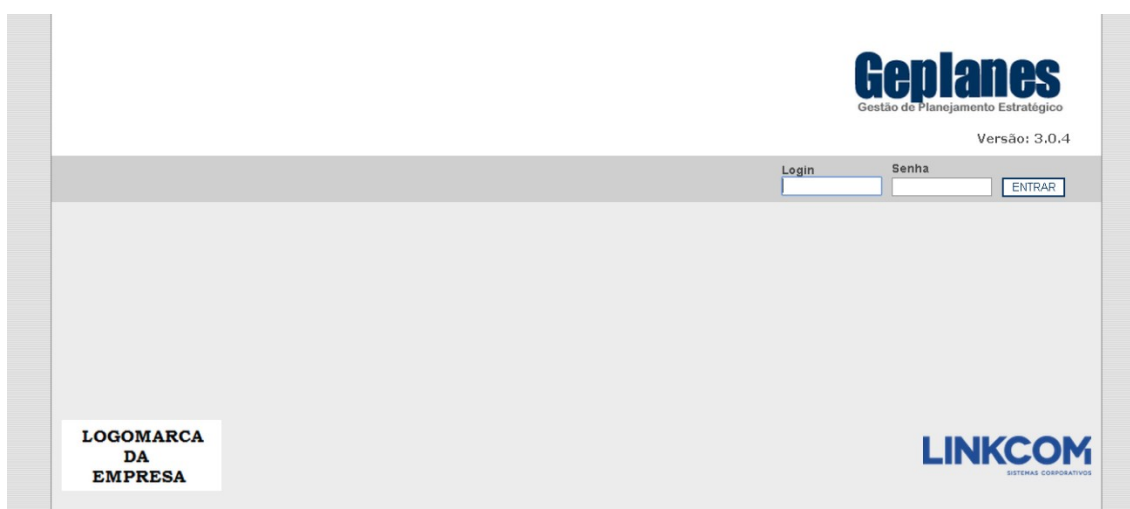 Geplanes
Gestão de Planejamento Estratégico
Versão: 3.0.4
Login
Senha
ENTRAR
LOGOMARCA
DA
EMPRESA
LINKCOM
SISTEMAS CORPORATIVOS